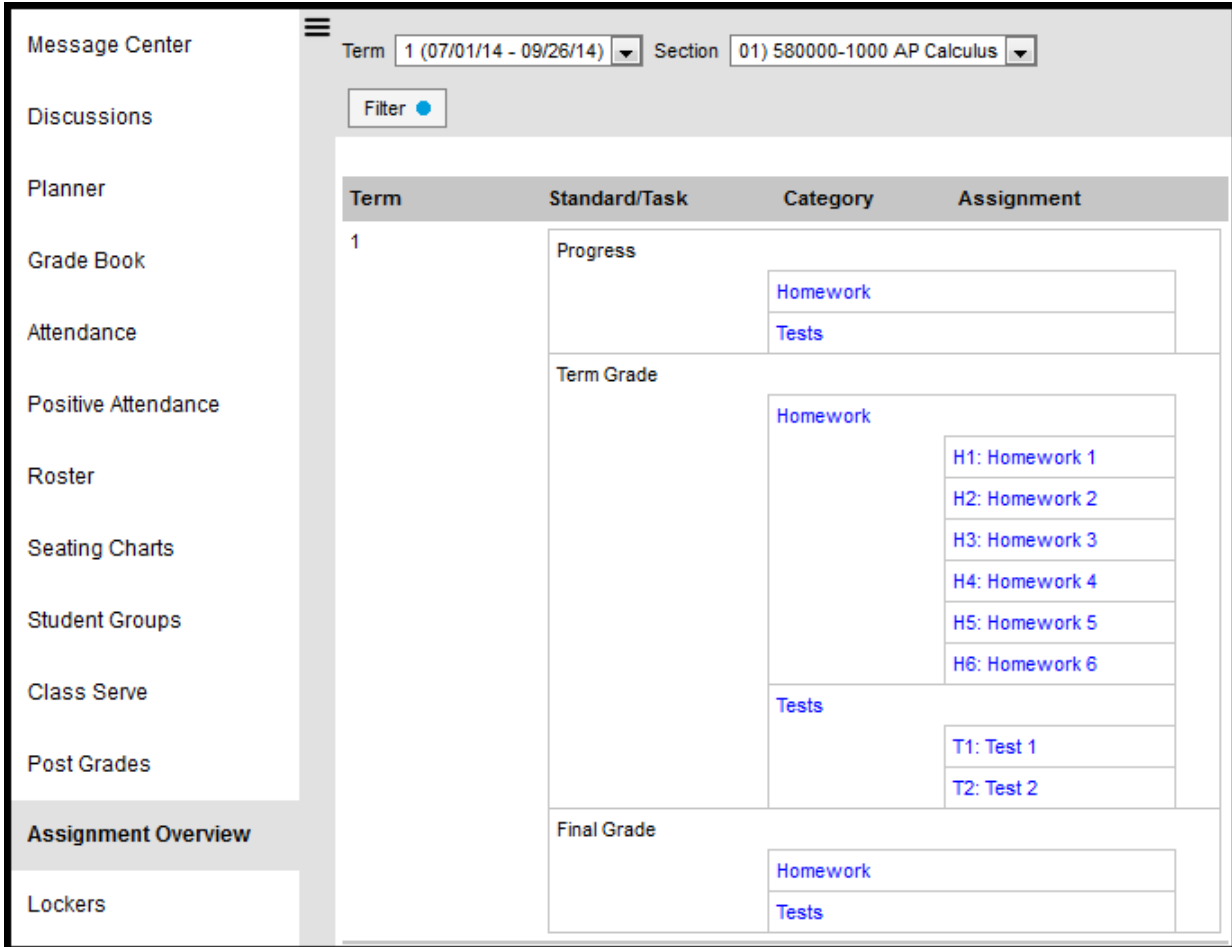 Message Center
Discussions
Planner
Grade Book
Attendance
Positive Attendance
Roster
Seating Charts
Student Groups
Class Serve
Post Grades
Assignment Overview
Lockers
Term 1 (07/01/14 - 09/26/14) Section 01) 580000-1000 AP Calculus
Filter
Term Standard/Task Category Assignment
1 Progress
Homework
Tests
Term Grade
Homework
H1: Homework 1
H2: Homework 2
H3: Homework 3
H4: Homework 4
H5: Homework 5
H6: Homework 6
Tests
T1: Test 1
T2: Test 2
Final Grade
Homework
Tests